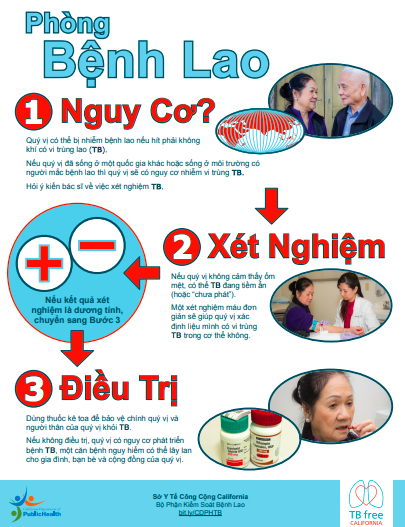 Phòng
Bệnh Lao
1 Nguy Cơ?
Quý vị có thể bị nhiễm bệnh lao nếu hít phải không
khí có vi trùng lao (TB).
Nếu quý vị đã sống ở một quốc gia khác hoặc sống ở môi trường có
người mắc bệnh lao thì quý vị sẽ có nguy cơ nhiễm vi trùng TB.
Hỏi ý kiến bác sĩ về việc xét nghiệm TB.
2 Xét Nghiệm
Nếu quý vị không cảm thấy ốm
mệt, có thể TB đang tiềm ẩn
(hoặc “chưa phát”).
Một xét nghiệm máu đơn
giản sẽ giúp quý vị xác
định liệu mình có vi trùng
TB trong cơ thể không.
Nếu kết quả xét
nghiệm là dương tính,
chuyển sang Bước 3
3 Điều Trị
Dùng thuốc kê toa để bảo vệ chính quý vị và
người thân của quý vị khỏi TB.
Nếu không điều trị, quý vị có nguy cơ phát triển
bệnh TB, một căn bệnh nguy hiểm có thể lây lan
cho gia đình, bạn bè và cộng đồng của quý vị.
PublicHealth
Sở Y Tế Công Cộng California
Bộ Phận Kiểm Soát Bệnh Lao
bit.ly/CDPHTB
TB free
CALIFORNIA